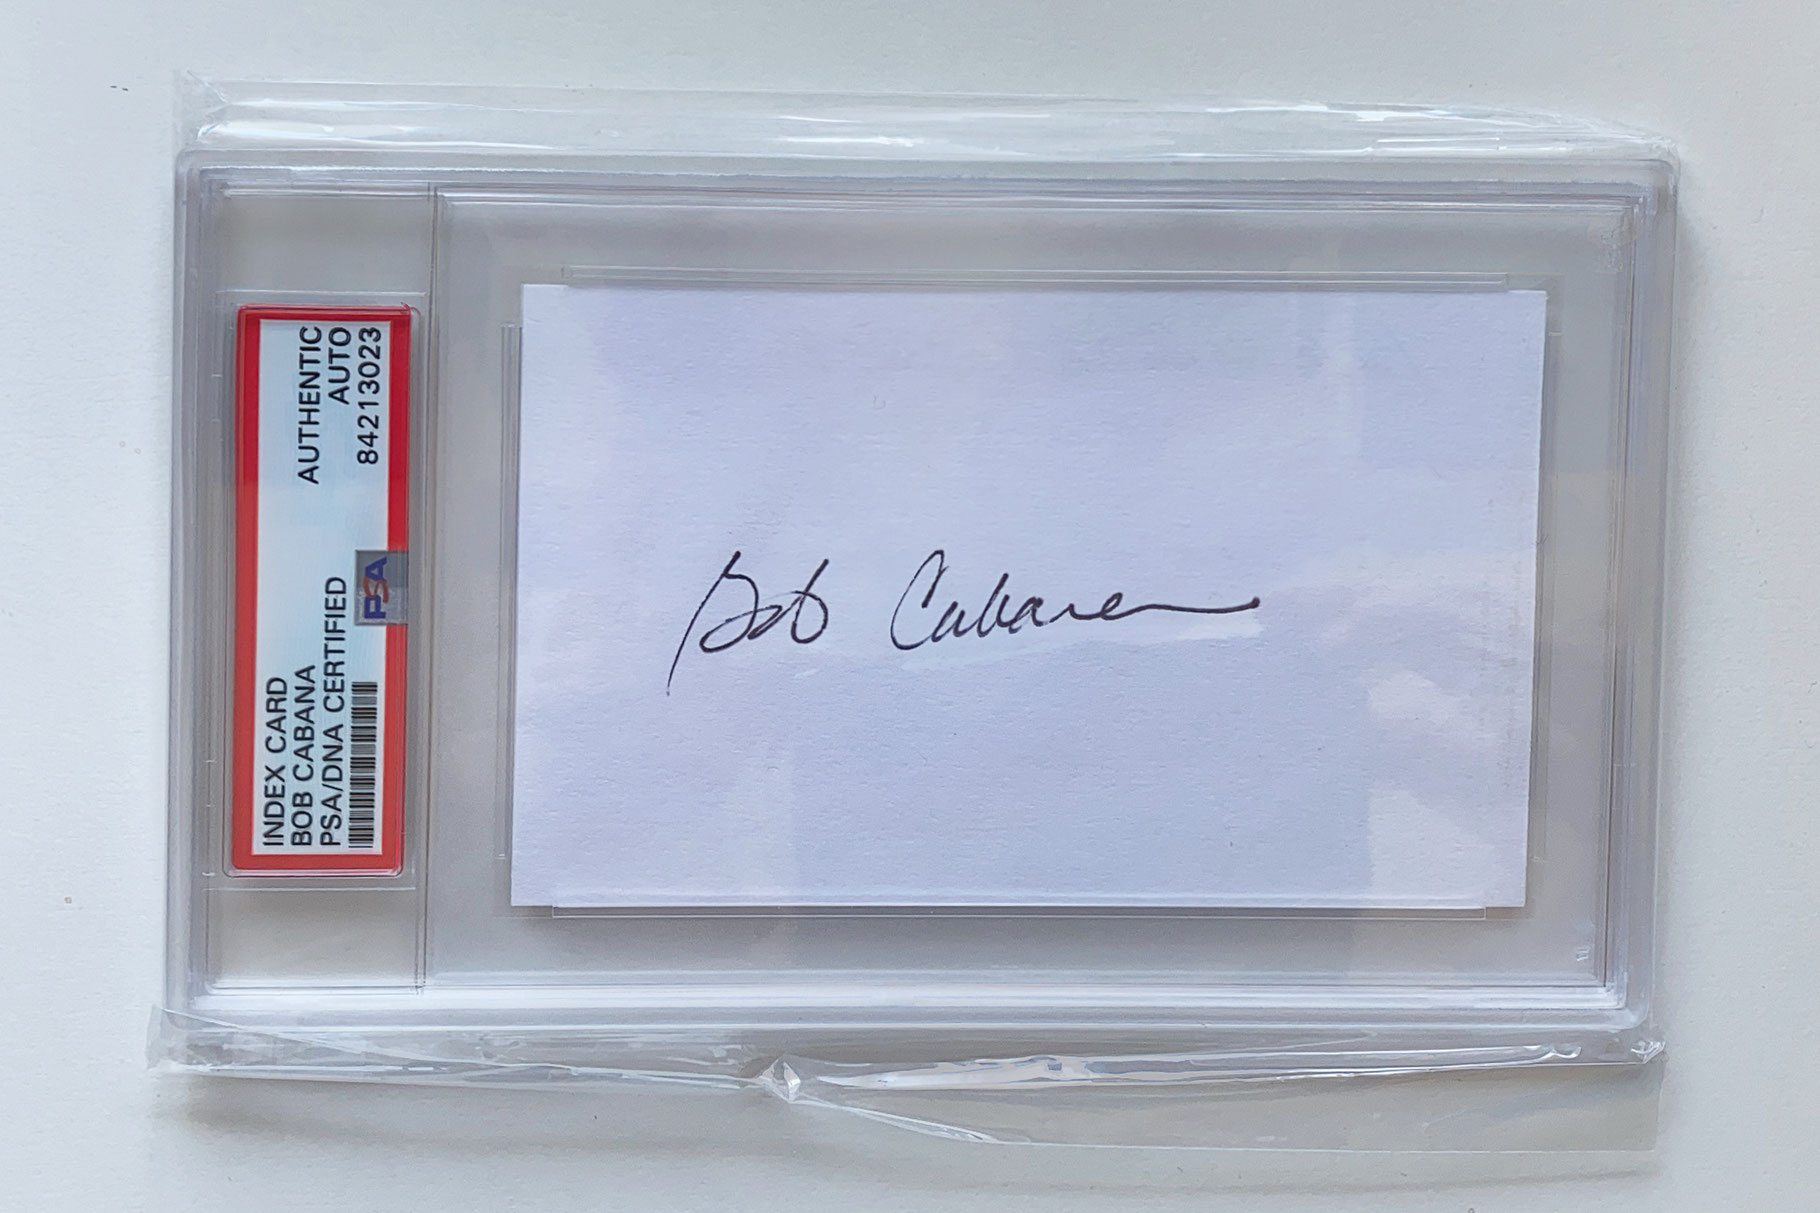 INDEX CARD AUTHENTIC
BOB CABANA AUTO
PSA/DNA CERTIFIED 84213023
PSA
Bob Cabana